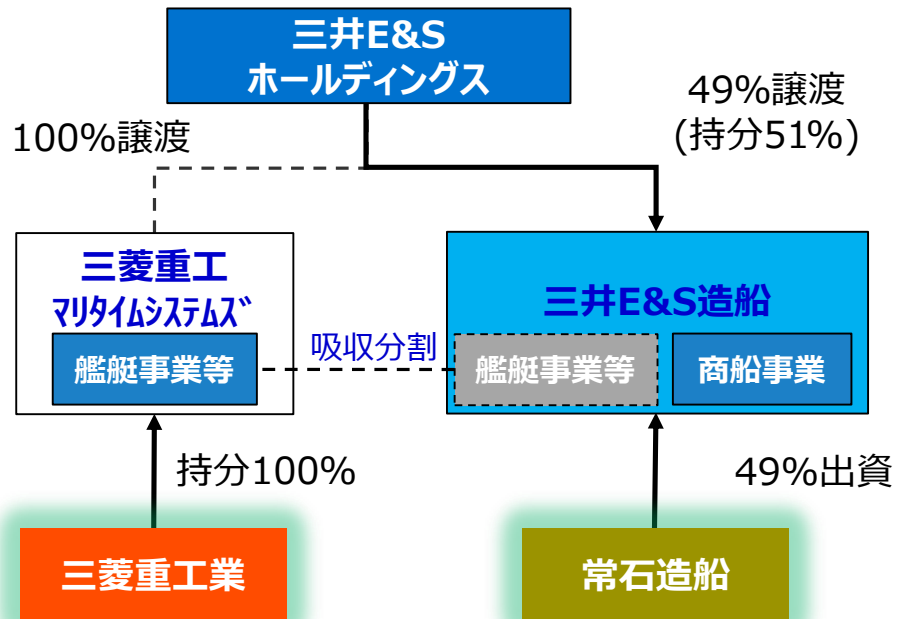 三井E&S
ホールディングス
100%譲渡
49%譲渡
(持分51%)
三菱重工
ﾏﾘﾀｲﾑｼｽﾃﾑｽﾞ
艦艇事業等
吸収分割
三井E&S造船
艦艇事業等
商船事業
持分100%
49%出資
三菱重工業
常石造船